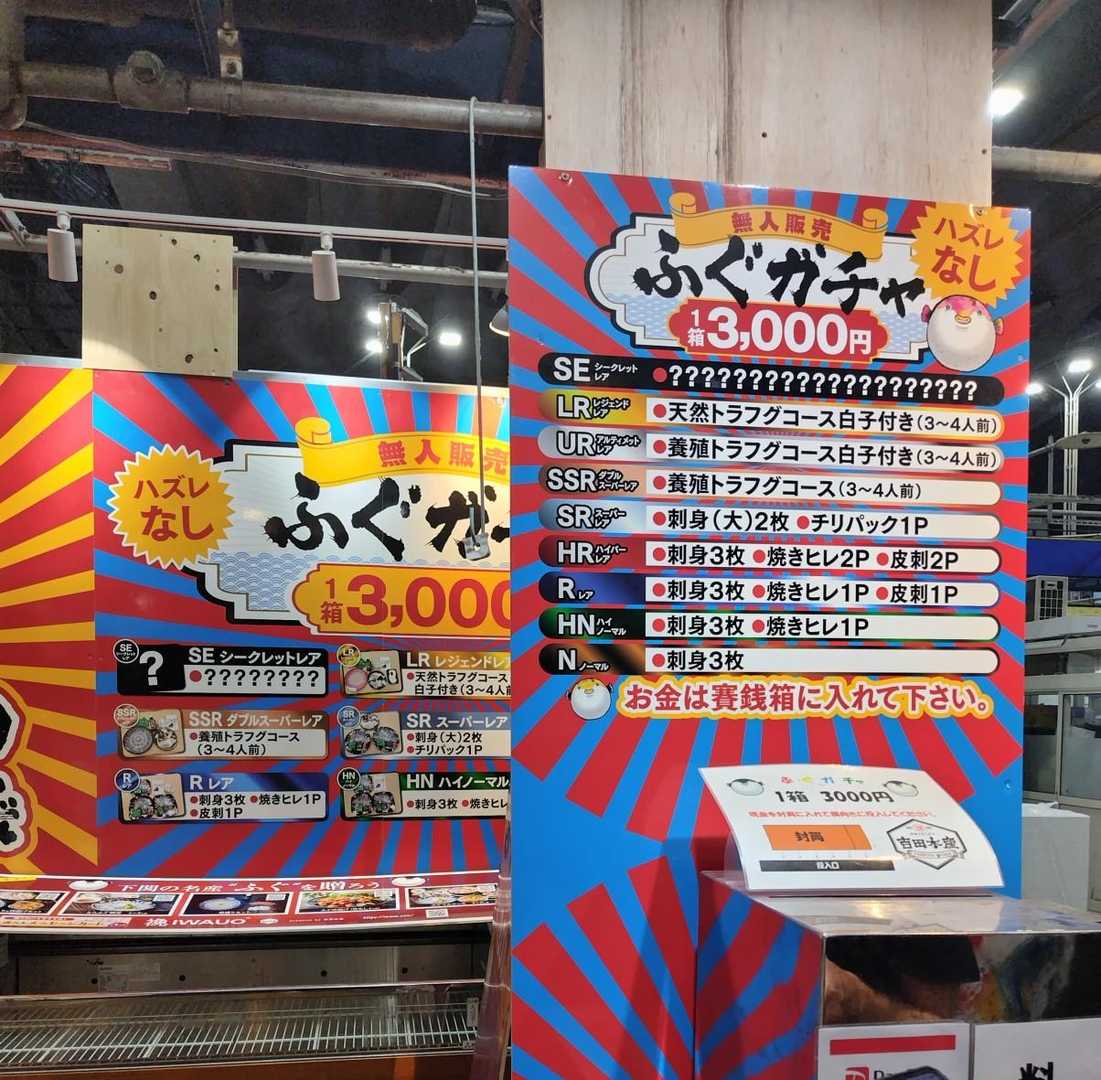 無人販売
ふぐガチャ
ハズレ
なし
1箱 3,000円
SE シークレットレア ●????????????????????
LR レジェンドレア ●天然トラフグコース白子付き(3〜4人前)
UR アルティメットレア ●養殖トラフグコース白子付き(3〜4人前)
SSR ダブルスーパーレア ●養殖トラフグコース(3〜4人前)
SR スーパーレア ●刺身(大)2枚 ●チリパック1P
HR ハイパーレア ●刺身3枚 ●焼きヒレ2P ●皮刺2P
R レア ●刺身3枚 ●焼きヒレ1P ●皮刺1P
HN ハイノーマル ●刺身3枚 ●焼きヒレ1P
N ノーマル ●刺身3枚
お金は賽銭箱に入れて下さい。
ふぐガチャ
1箱 3000円
封筒
投入口
吉田水産
無人販売
ハズレ
なし
ふぐガ
1箱 3,000
SE シークレットレア
SE シークレットレア
?
●????????
LR
LR レジェンドレ
●天然トラフグコース
白子付き(3〜4人前
SSR
SSR ダブルスーパーレア
●養殖トラフグコース
(3〜4人前)
SR
SR スーパーレア
●刺身(大)2枚
●チリパック1P
R
R レア
●刺身3枚 ●焼きヒレ1P
●皮刺1P
HN
HN ハイノーマル
●刺身3枚 ●焼きヒレ
下関の名産"ふぐ"を贈ろう
IWAUO
料